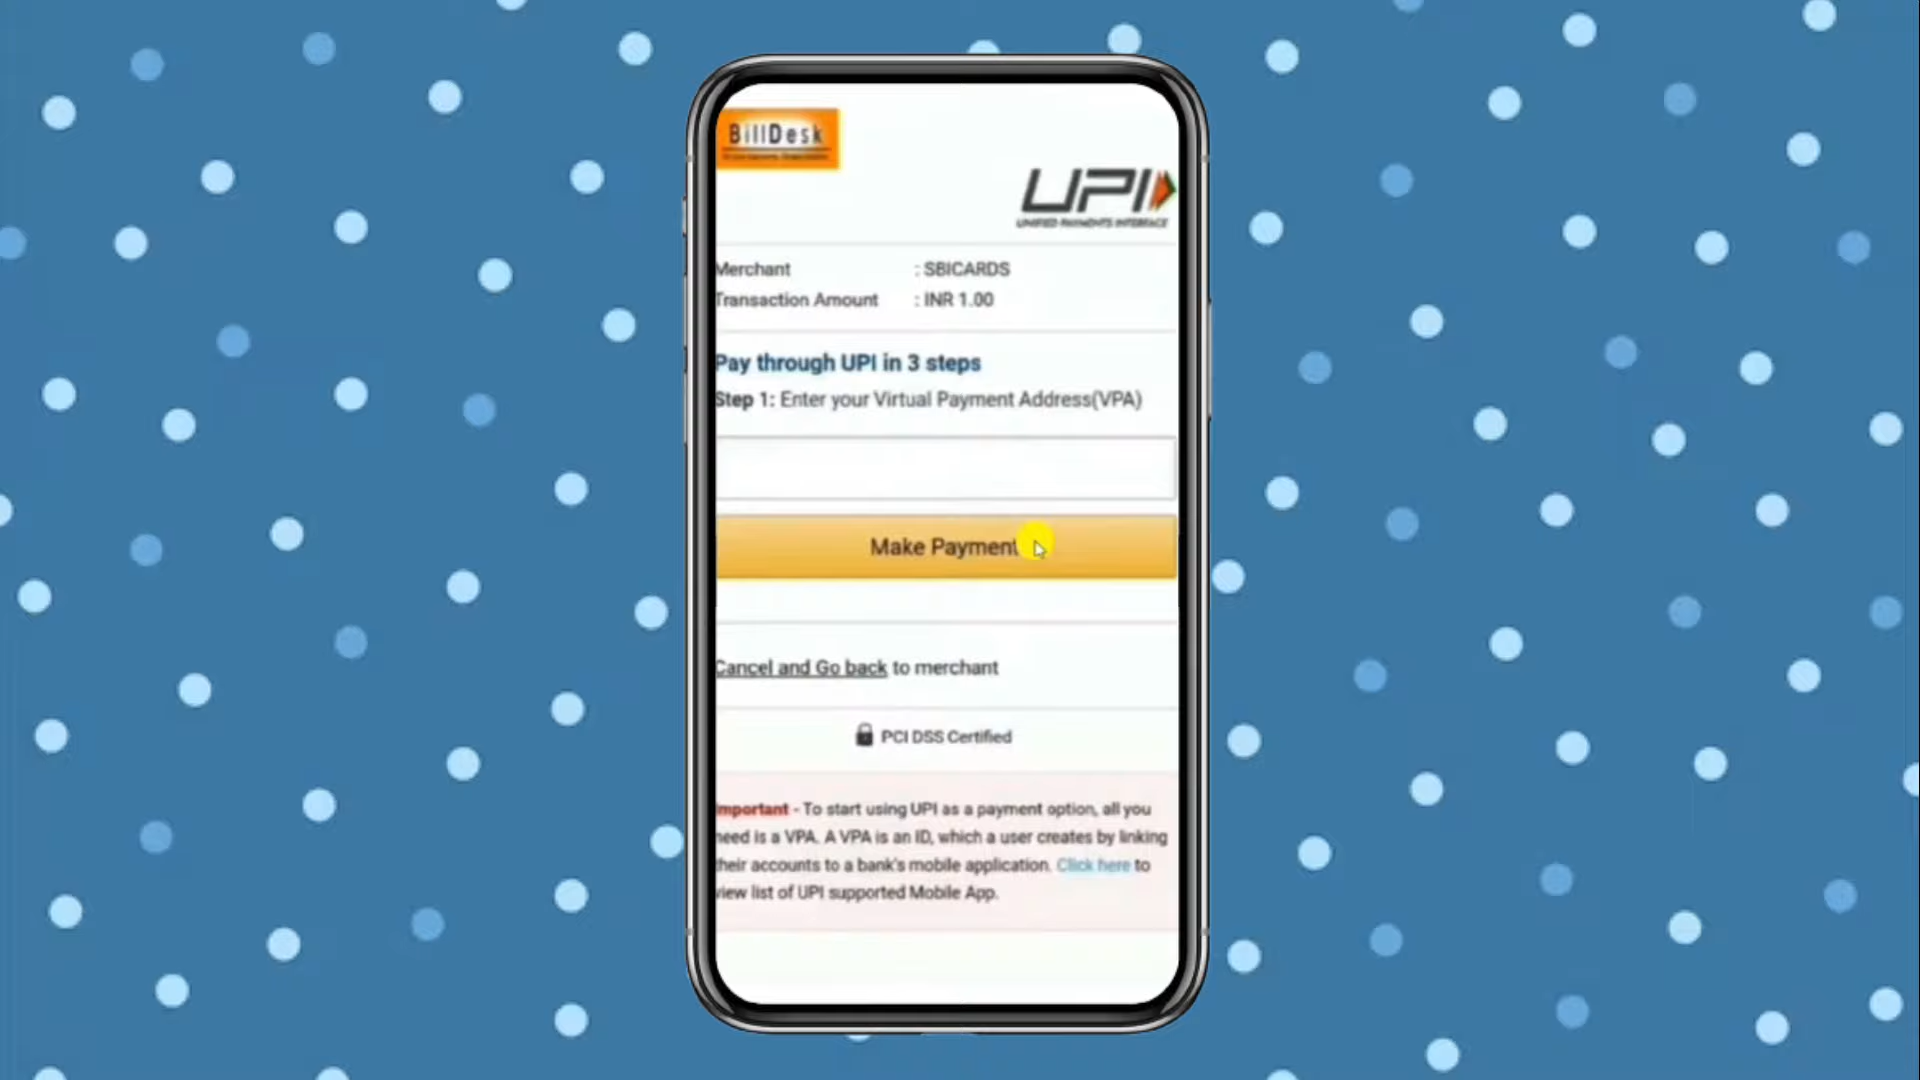 BillDesk
UPI
UNIFIED PAYMENTS INTERFACE
Merchant : SBICARDS
Transaction Amount : INR 1.00
Pay through UPI in 3 steps
Step 1: Enter your Virtual Payment Address(VPA)
Make Payment
Cancel and Go back to merchant
PCI DSS Certified
Important - To start using UPI as a payment option, all you
need is a VPA. A VPA is an ID, which a user creates by linking
their accounts to a bank's mobile application. Click here to
view list of UPI supported Mobile App.